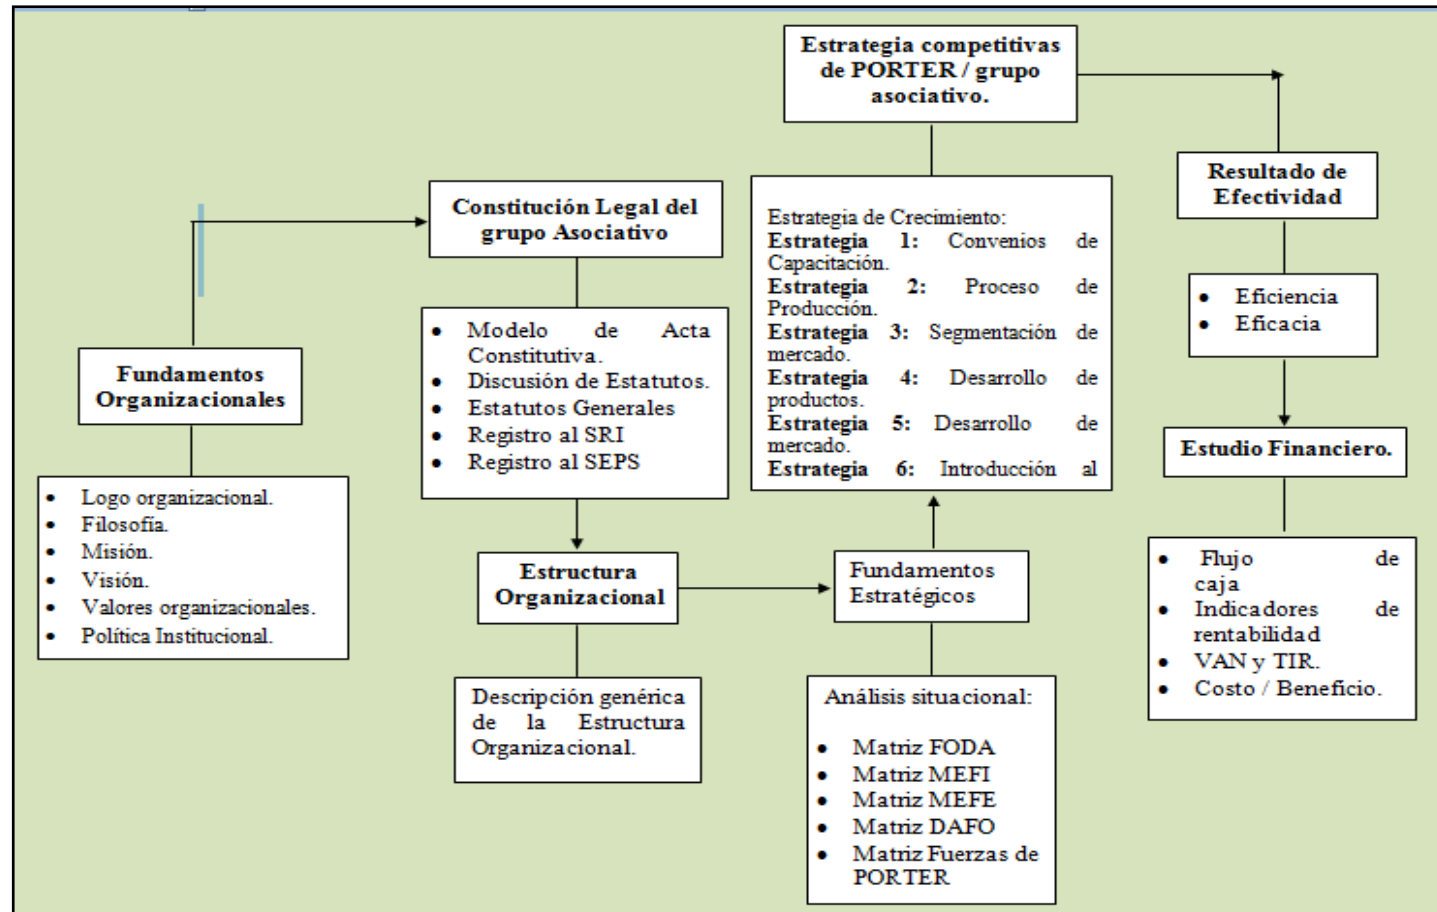 Fundamentos
Organizacionales
• Logo organizacional.
• Filosofía.
• Misión.
• Visión.
• Valores organizacionales.
• Política Institucional.
Constitución Legal del
grupo Asociativo
• Modelo de Acta
Constitutiva.
• Discusión de Estatutos.
• Estatutos Generales
• Registro al SRI
• Registro al SEPS
Estructura
Organizacional
Descripción genérica
de la Estructura
Organizacional.
Fundamentos
Estratégicos
Análisis situacional:
• Matriz FODA
• Matriz MEFI
• Matriz MEFE
• Matriz DAFO
• Matriz Fuerzas de
PORTER
Estrategia competitivas
de PORTER / grupo
asociativo.
Estrategia de Crecimiento:
Estrategia 1: Convenios de
Capacitación.
Estrategia 2: Proceso de
Producción.
Estrategia 3: Segmentación de
mercado.
Estrategia 4: Desarrollo de
productos.
Estrategia 5: Desarrollo de
mercado.
Estrategia 6: Introducción al
Resultado de
Efectividad
• Eficiencia
• Eficacia
Estudio Financiero.
• Flujo de
caja
• Indicadores de
rentabilidad
• VAN y TIR.
• Costo / Beneficio.